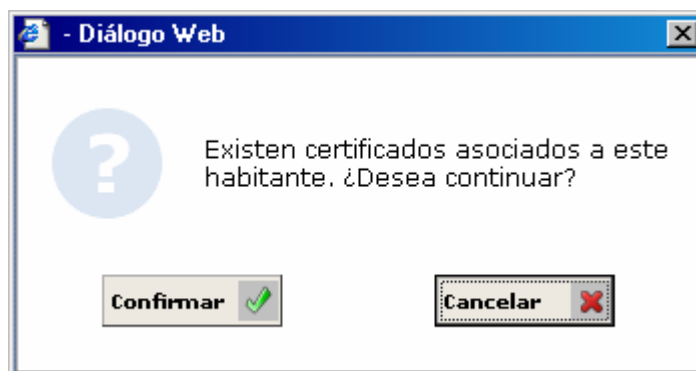 - Diálogo Web
Existen certificados asociados a este
habitante. ¿Desea continuar?
Confirmar
Cancelar